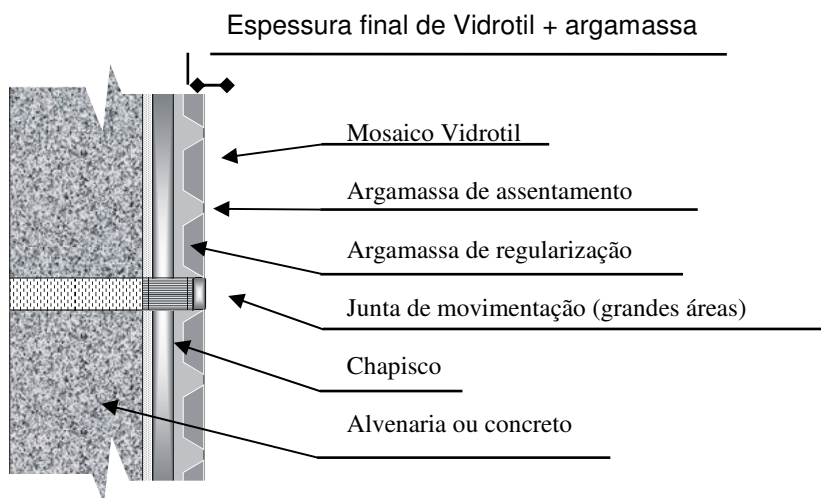 Espessura final de Vidrotil + argamassa
Mosaico Vidrotil
Argamassa de assentamento
Argamassa de regularização
Junta de movimentação (grandes áreas)
Chapisco
Alvenaria ou concreto